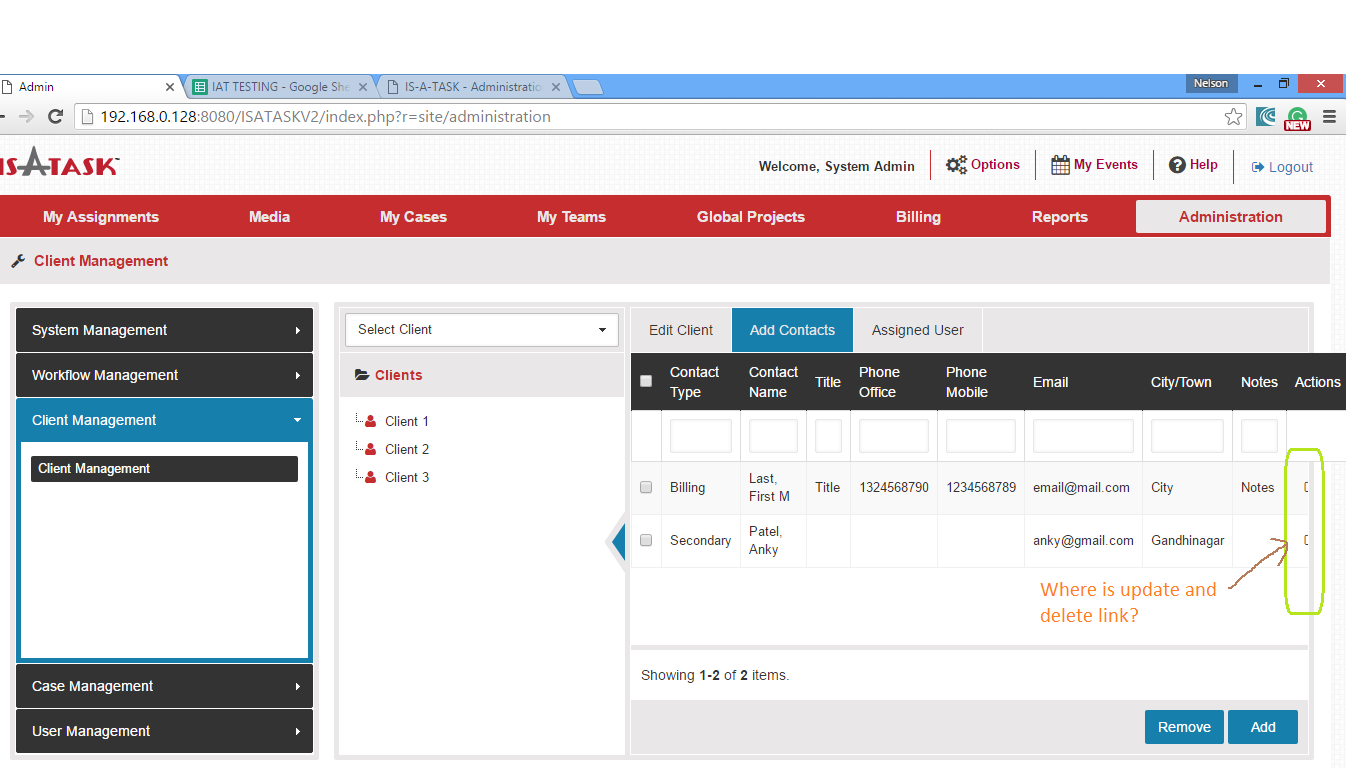 Admin
IAT TESTING - Google She
IS-A-TASK - Administratio
Nelson
192.168.0.128:8080/ISATASKV2/index.php?r=site/administration
NEW
ISATASK
Welcome, System Admin
Options
My Events
Help
Logout
My Assignments
Media
My Cases
My Teams
Global Projects
Billing
Reports
Administration
Client Management
System Management
Workflow Management
Client Management
Client Management
Case Management
User Management
Select Client
Clients
Client 1
Client 2
Client 3
Edit Client
Add Contacts
Assigned User
Contact Type
Contact Name
Title
Phone Office
Phone Mobile
Email
City/Town
Notes
Actions
Billing
Last, First M
Title
1324568790
1234568789
email@mail.com
City
Notes
Secondary
Patel, Anky
anky@gmail.com
Gandhinagar
Where is update and
delete link?
Showing 1-2 of 2 items.
Remove
Add